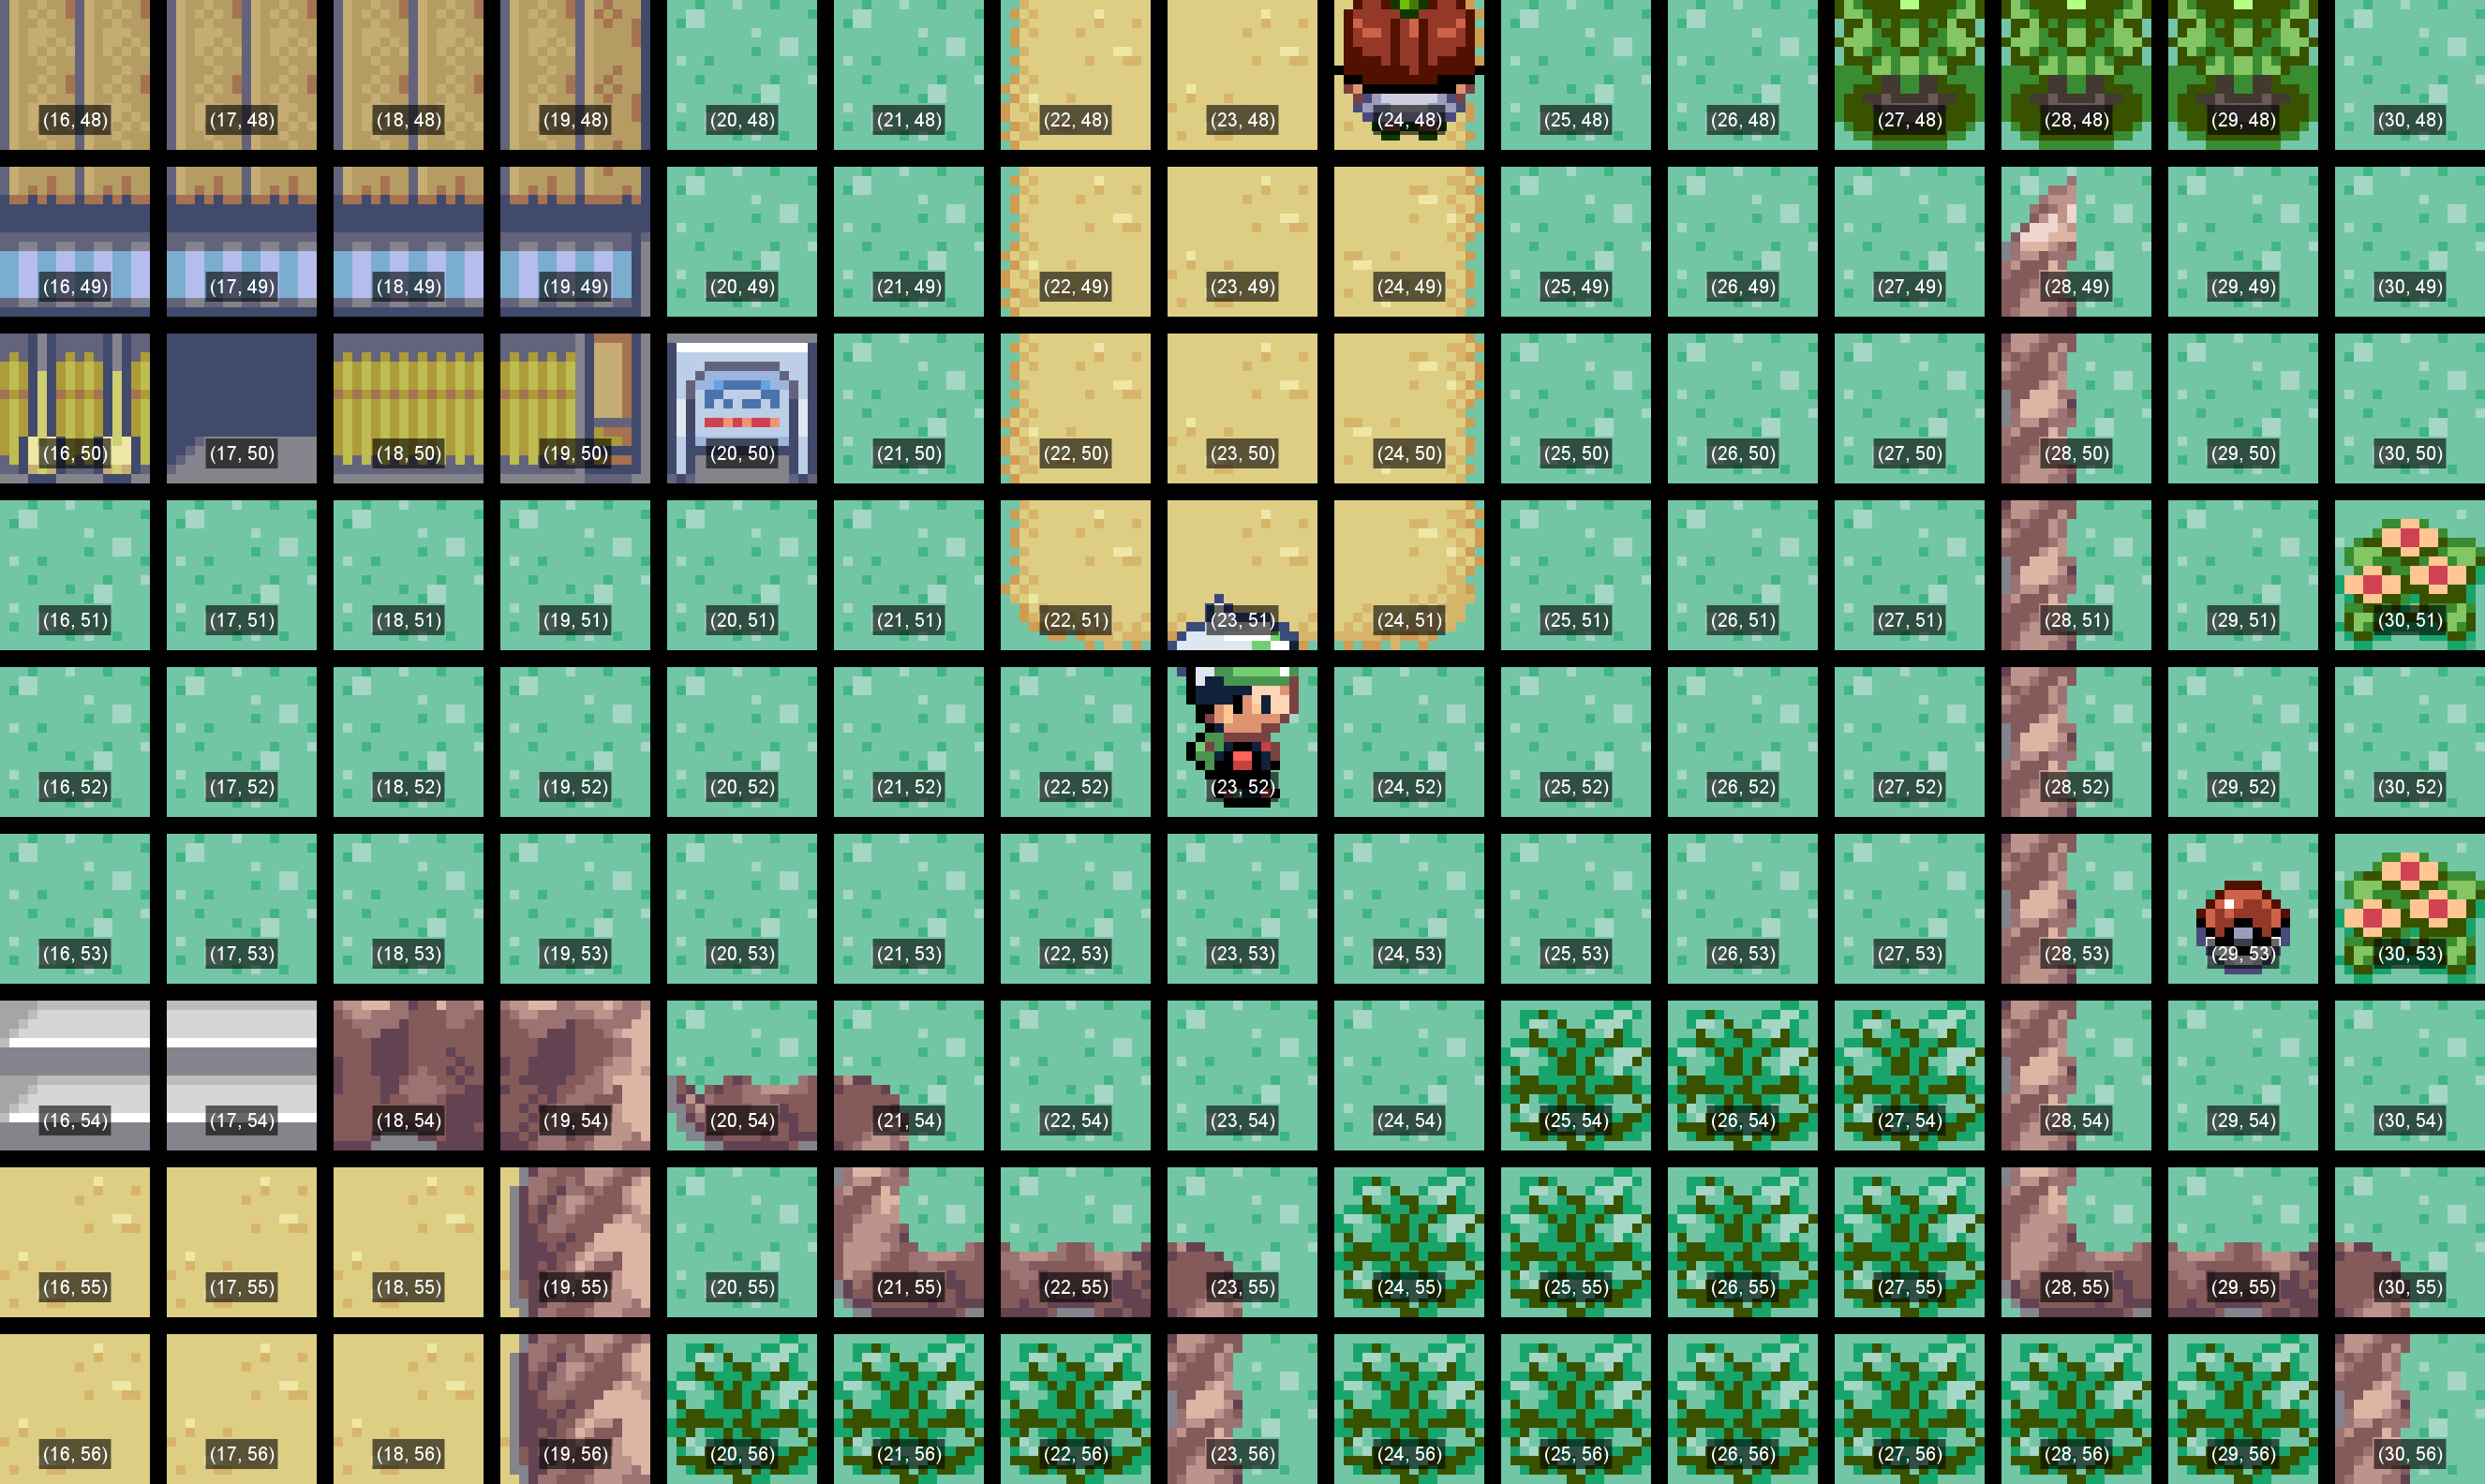 (16, 48) (17, 48) (18, 48) (19, 48) (20, 48) (21, 48) (22, 48) (23, 48) (24, 48) (25, 48) (26, 48) (27, 48) (28, 48) (29, 48) (30, 48)
(16, 49) (17, 49) (18, 49) (19, 49) (20, 49) (21, 49) (22, 49) (23, 49) (24, 49) (25, 49) (26, 49) (27, 49) (28, 49) (29, 49) (30, 49)
(16, 50) (17, 50) (18, 50) (19, 50) (20, 50) (21, 50) (22, 50) (23, 50) (24, 50) (25, 50) (26, 50) (27, 50) (28, 50) (29, 50) (30, 50)
(16, 51) (17, 51) (18, 51) (19, 51) (20, 51) (21, 51) (22, 51) (23, 51) (24, 51) (25, 51) (26, 51) (27, 51) (28, 51) (29, 51) (30, 51)
(16, 52) (17, 52) (18, 52) (19, 52) (20, 52) (21, 52) (22, 52) (23, 52) (24, 52) (25, 52) (26, 52) (27, 52) (28, 52) (29, 52) (30, 52)
(16, 53) (17, 53) (18, 53) (19, 53) (20, 53) (21, 53) (22, 53) (23, 53) (24, 53) (25, 53) (26, 53) (27, 53) (28, 53) (29, 53) (30, 53)
(16, 54) (17, 54) (18, 54) (19, 54) (20, 54) (21, 54) (22, 54) (23, 54) (24, 54) (25, 54) (26, 54) (27, 54) (28, 54) (29, 54) (30, 54)
(16, 55) (17, 55) (18, 55) (19, 55) (20, 55) (21, 55) (22, 55) (23, 55) (24, 55) (25, 55) (26, 55) (27, 55) (28, 55) (29, 55) (30, 55)
(16, 56) (17, 56) (18, 56) (19, 56) (20, 56) (21, 56) (22, 56) (23, 56) (24, 56) (25, 56) (26, 56) (27, 56) (28, 56) (29, 56) (30, 56)